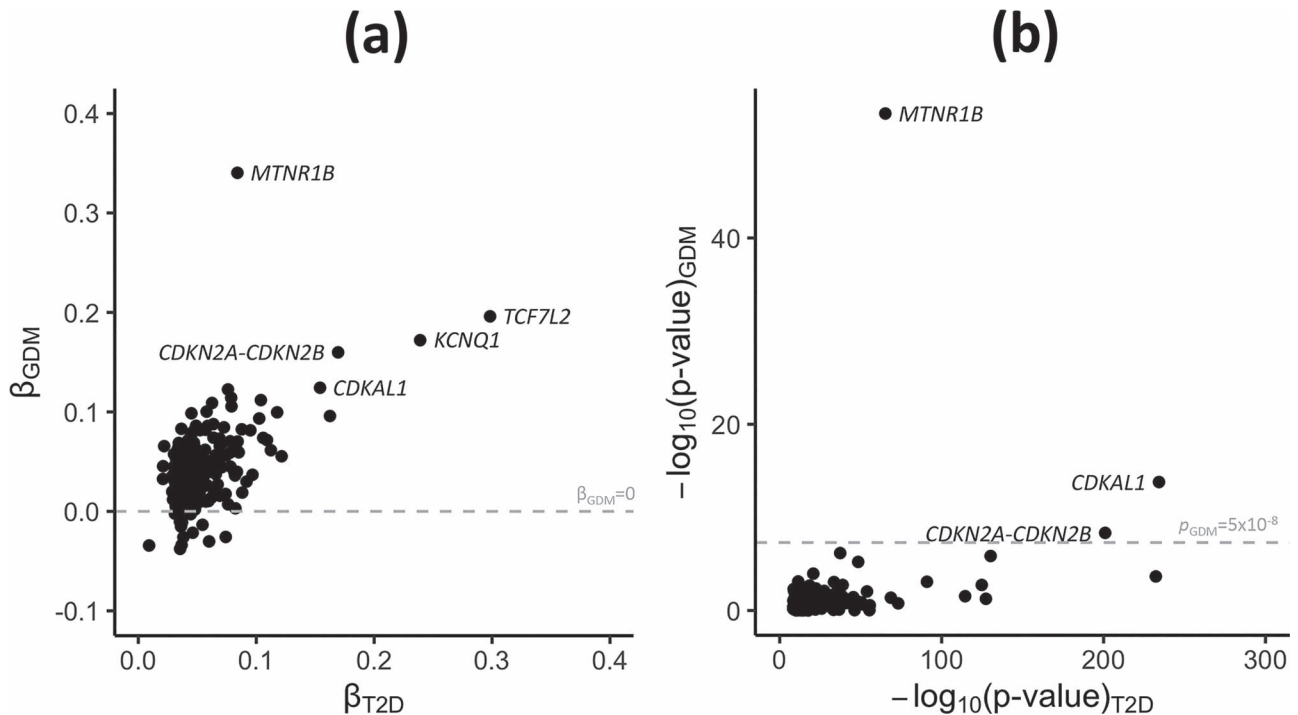 (a)
0.4
0.3
0.2
0.1
0.0
-0.1
βGDM
MTNR1B
TCF7L2
KCNQ1
CDKN2A-CDKN2B
CDKAL1
βGDM=0
0.0 0.1 0.2 0.3 0.4
βT2D
(b)
40
20
0
−log10(p-value)GDM
MTNR1B
CDKAL1
CDKN2A-CDKN2B
pGDM=5x10-8
0 100 200 300
−log10(p-value)T2D